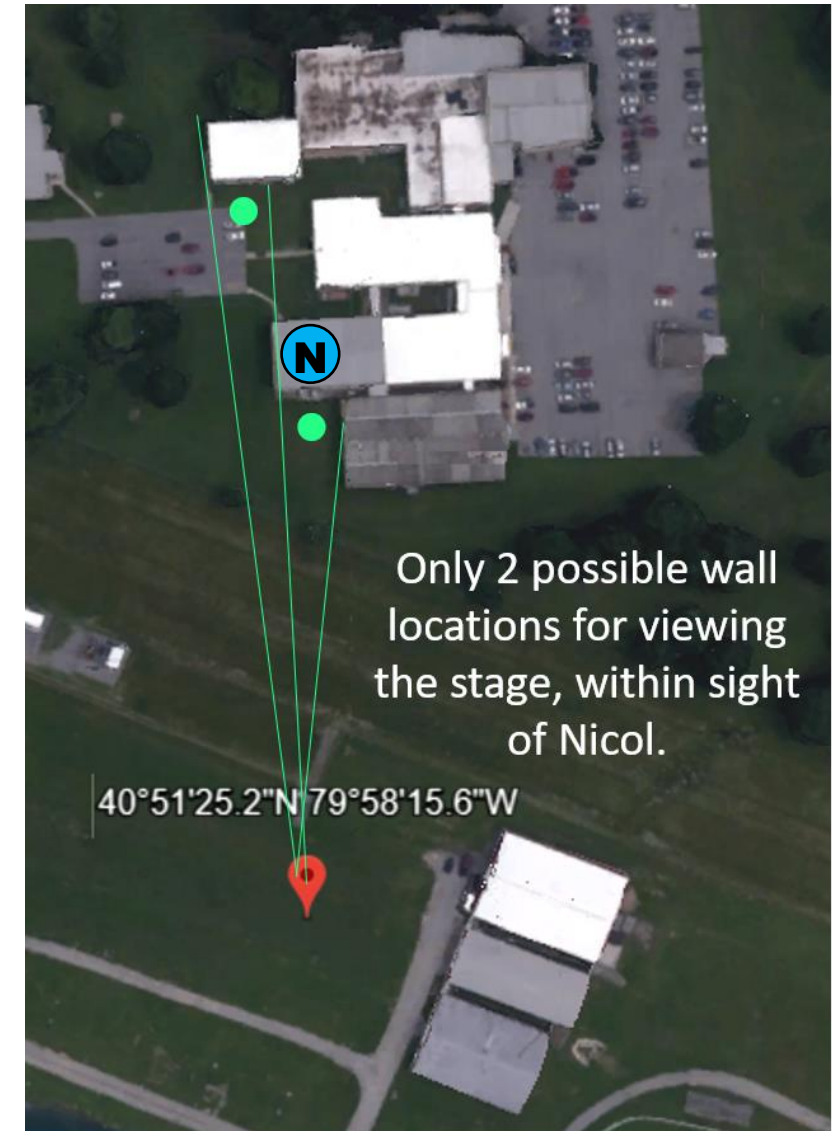 N
Only 2 possible wall
locations for viewing
the stage, within sight
of Nicol.
40°51'25.2"N 79°58'15.6"W